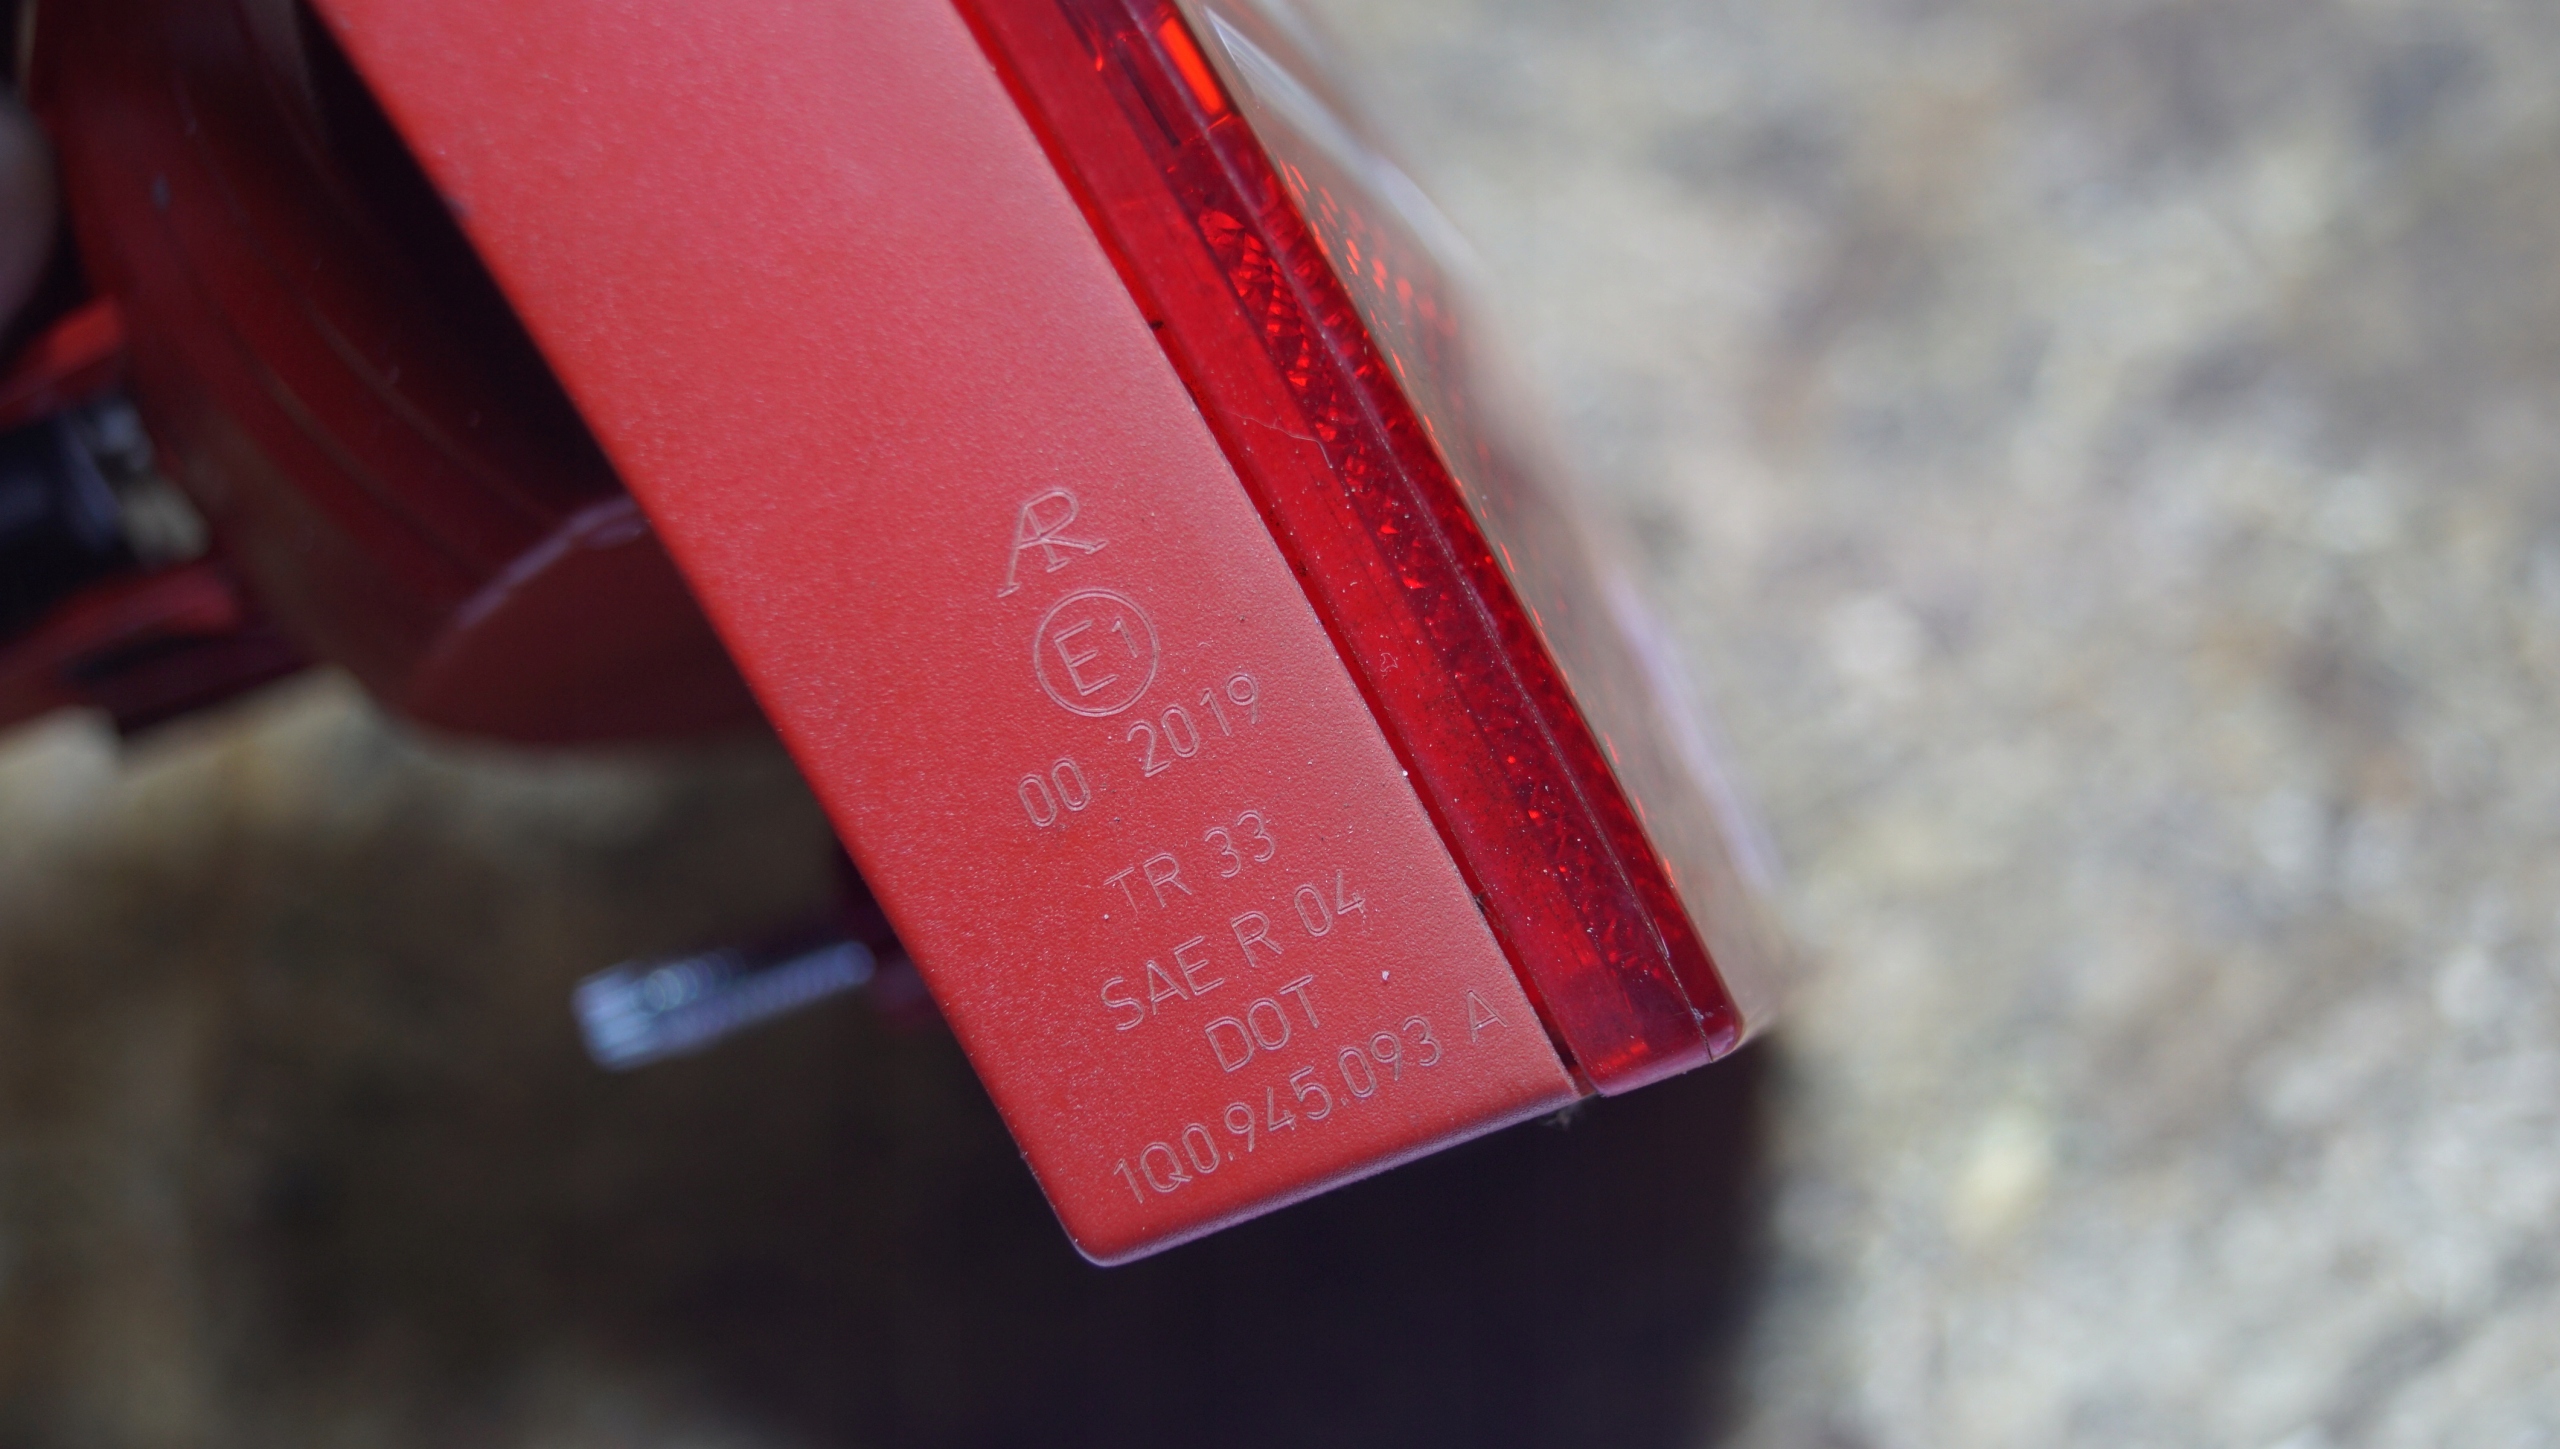 AR
E1
00 2019
TR 33
SAE R 04
DOT
1Q0.945.093 A